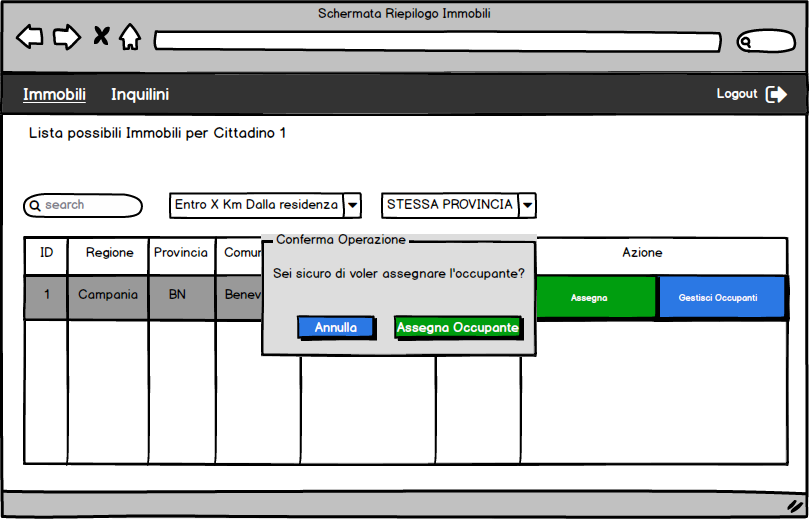 Schermata Riepilogo Immobili
Immobili Inquilini Logout
Lista possibili Immobili per Cittadino 1
search Entro X Km Dalla residenza STESSA PROVINCIA
Conferma Operazione
ID Regione Provincia Azione
Sei sicuro di voler assegnare l'occupante?
1 Campania BN Assegna Gestisci Occupanti
Annulla Assegna Occupante